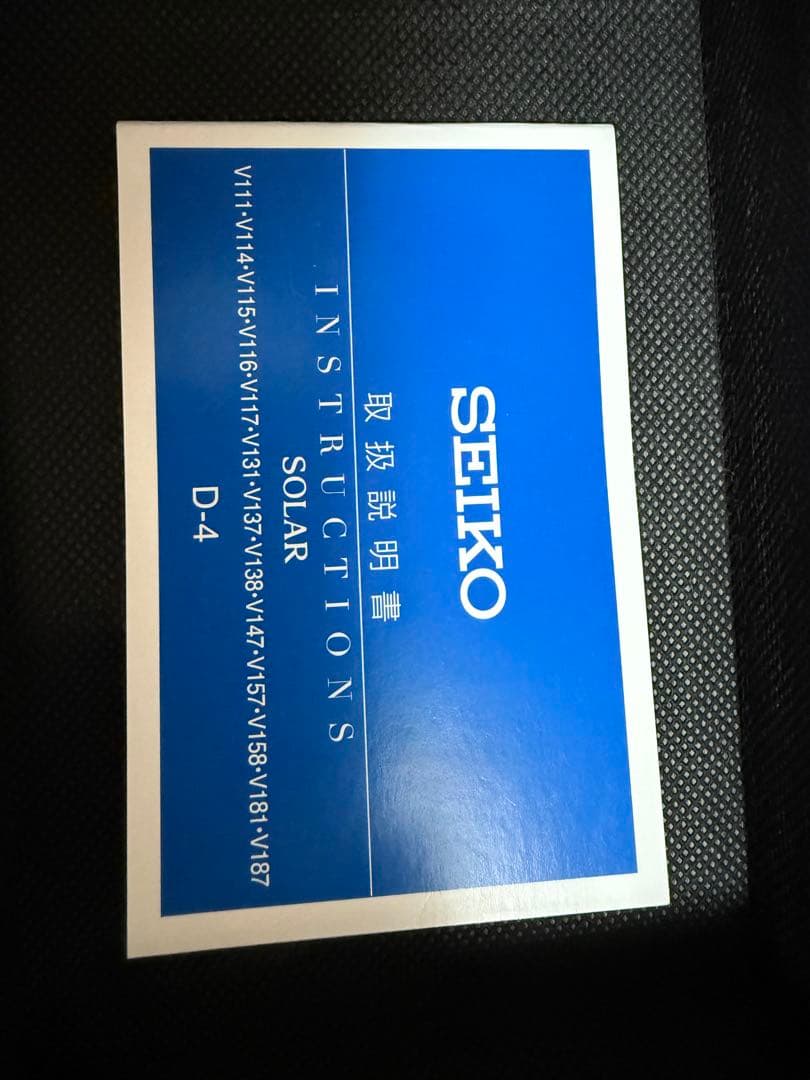 SEIKO
取扱説明書
INSTRUCTIONS
SOLAR
V111•V114•V115•V116•V117•V131•V137•V138•V147•V157•V158•V181•V187
D-4